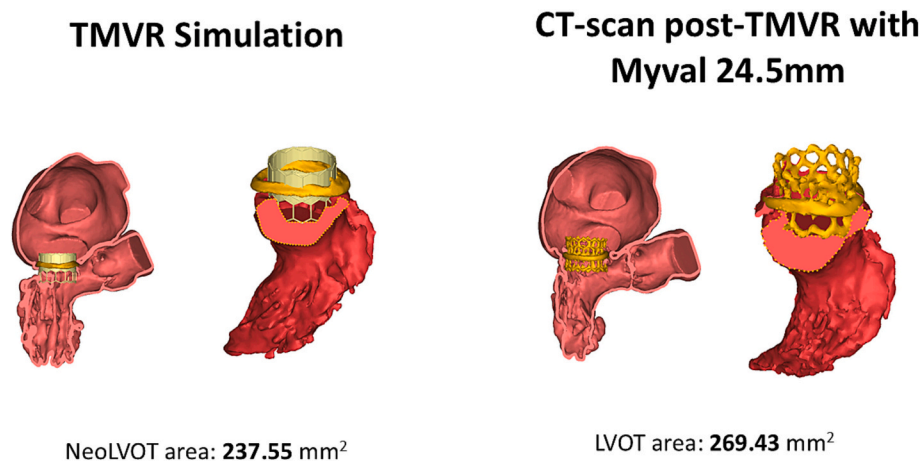 TMVR Simulation
CT-scan post-TMVR with
Myval 24.5mm
NeoLVOT area: 237.55 mm²
LVOT area: 269.43 mm²